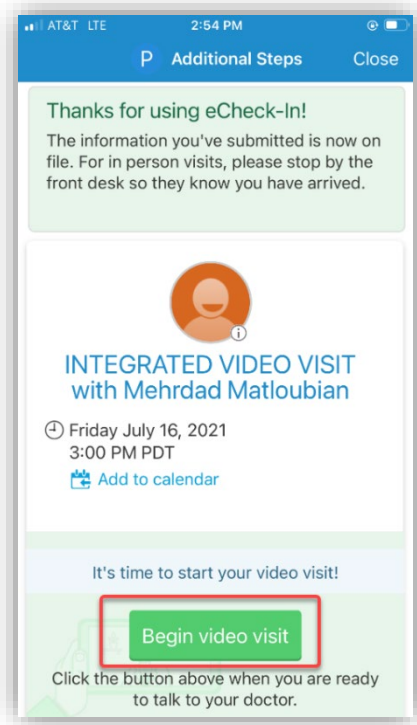 AT&T LTE 2:54 PM
P Additional Steps Close
Thanks for using eCheck-In!
The information you've submitted is now on
file. For in person visits, please stop by the
front desk so they know you have arrived.
INTEGRATED VIDEO VISIT
with Mehrdad Matloubian
Friday July 16, 2021
3:00 PM PDT
Add to calendar
It's time to start your video visit!
Begin video visit
Click the button above when you are ready
to talk to your doctor.